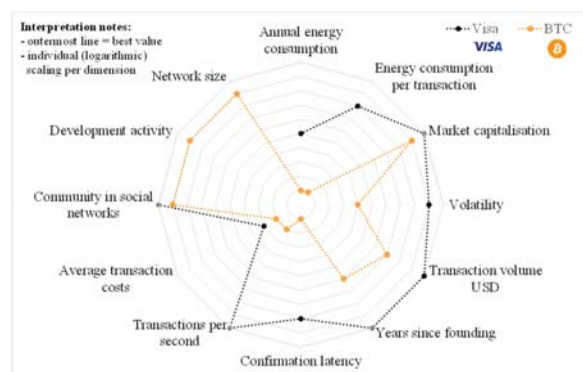 Interpretation notes:
- outermost line = best value
- individual (logarithmic)
scaling per dimension
Visa
BTC
VISA
Annual energy
consumption
Energy consumption
per transaction
Network size
Development activity
Market capitalisation
Community in social
networks
Volatility
Average transaction
costs
Transaction volume
USD
Transactions per
second
Years since founding
Confirmation latency